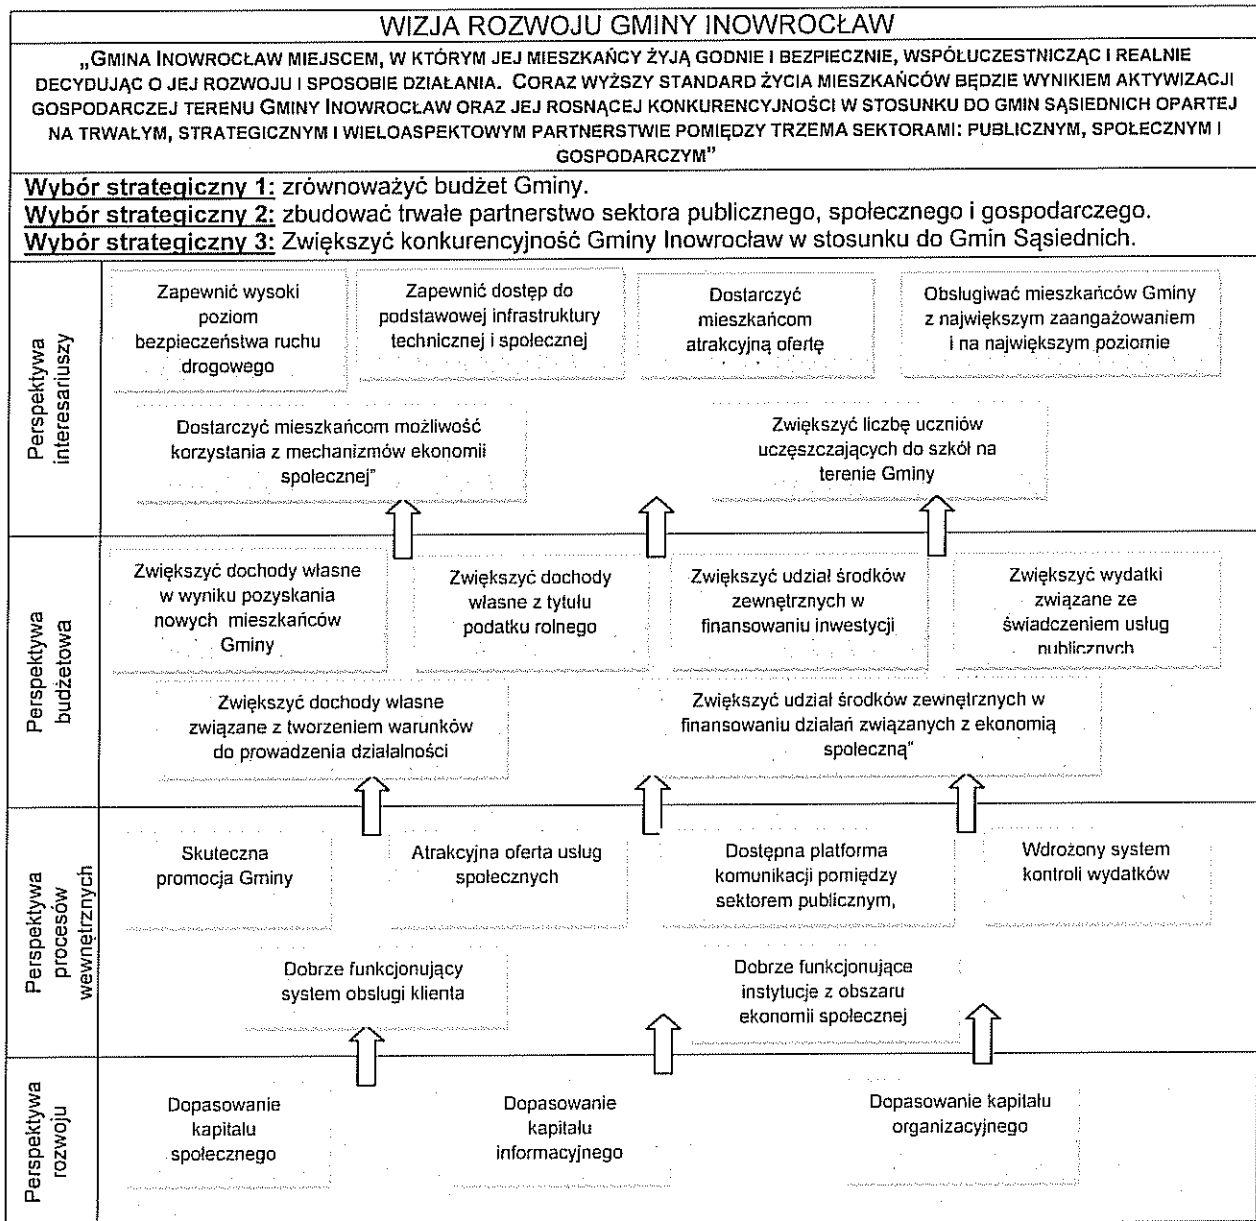 WIZJA ROZWOJU GMINY INOWROCŁAW
„GMINA INOWROCŁAW MIEJSCEM, W KTÓRYM JEJ MIESZKAŃCY ŻYJĄ GODNIE I BEZPIECZNIE, WSPÓŁUCZESTNICZĄC I REALNIE
DECYDUJĄC O JEJ ROZWOJU I SPOSOBIE DZIAŁANIA. CORAZ WYŻSZY STANDARD ŻYCIA MIESZKAŃCÓW BĘDZIE WYNIKIEM AKTYWIZACJI
GOSPODARCZEJ TERENU GMINY INOWROCŁAW ORAZ JEJ ROSNĄCEJ KONKURENCYJNOŚCI W STOSUNKU DO GMIN SĄSIEDNICH OPARTEJ
NA TRWAŁYM, STRATEGICZNYM I WIELOASPEKTOWYM PARTNERSTWIE POMIĘDZY TRZEMA SEKTORAMI: PUBLICZNYM, SPOŁECZNYM I
GOSPODARCZYM”
Wybór strategiczny 1: zrównoważyć budżet Gminy.
Wybór strategiczny 2: zbudować trwałe partnerstwo sektora publicznego, społecznego i gospodarczego.
Wybór strategiczny 3: Zwiększyć konkurencyjność Gminy Inowrocław w stosunku do Gmin Sąsiednich.
Perspektywa
interesariuszy
Zapewnić wysoki
poziom
bezpieczeństwa ruchu
drogowego
Zapewnić dostęp do
podstawowej infrastruktury
technicznej i społecznej
Dostarczyć
mieszkańcom
atrakcyjną ofertę
Obsługiwać mieszkańców Gminy
z największym zaangażowaniem
i na największym poziomie
Dostarczyć mieszkańcom możliwość
korzystania z mechanizmów ekonomii
społecznej”
Zwiększyć liczbę uczniów
uczęszczających do szkół na
terenie Gminy
Perspektywa
budżetowa
Zwiększyć dochody własne
w wyniku pozyskania
nowych mieszkańców
Gminy
Zwiększyć dochody
własne z tytułu
podatku rolnego
Zwiększyć udział środków
zewnętrznych w
finansowaniu inwestycji
Zwiększyć wydatki
związane ze
świadczeniem usług
publicznych
Zwiększyć dochody własne
związane z tworzeniem warunków
do prowadzenia działalności
Zwiększyć udział środków zewnętrznych w
finansowaniu działań związanych z ekonomią
społeczną“
Perspektywa
procesów
wewnętrznych
Skuteczna
promocja Gminy
Atrakcyjna oferta usług
społecznych
Dostępna platforma
komunikacji pomiędzy
sektorem publicznym,
Wdrożony system
kontroli wydatków
Dobrze funkcjonujący
system obsługi klienta
Dobrze funkcjonujące
instytucje z obszaru
ekonomii społecznej
Perspektywa
rozwoju
Dopasowanie
kapitału
społecznego
Dopasowanie
kapitału
informacyjnego
Dopasowanie kapitału
organizacyjnego